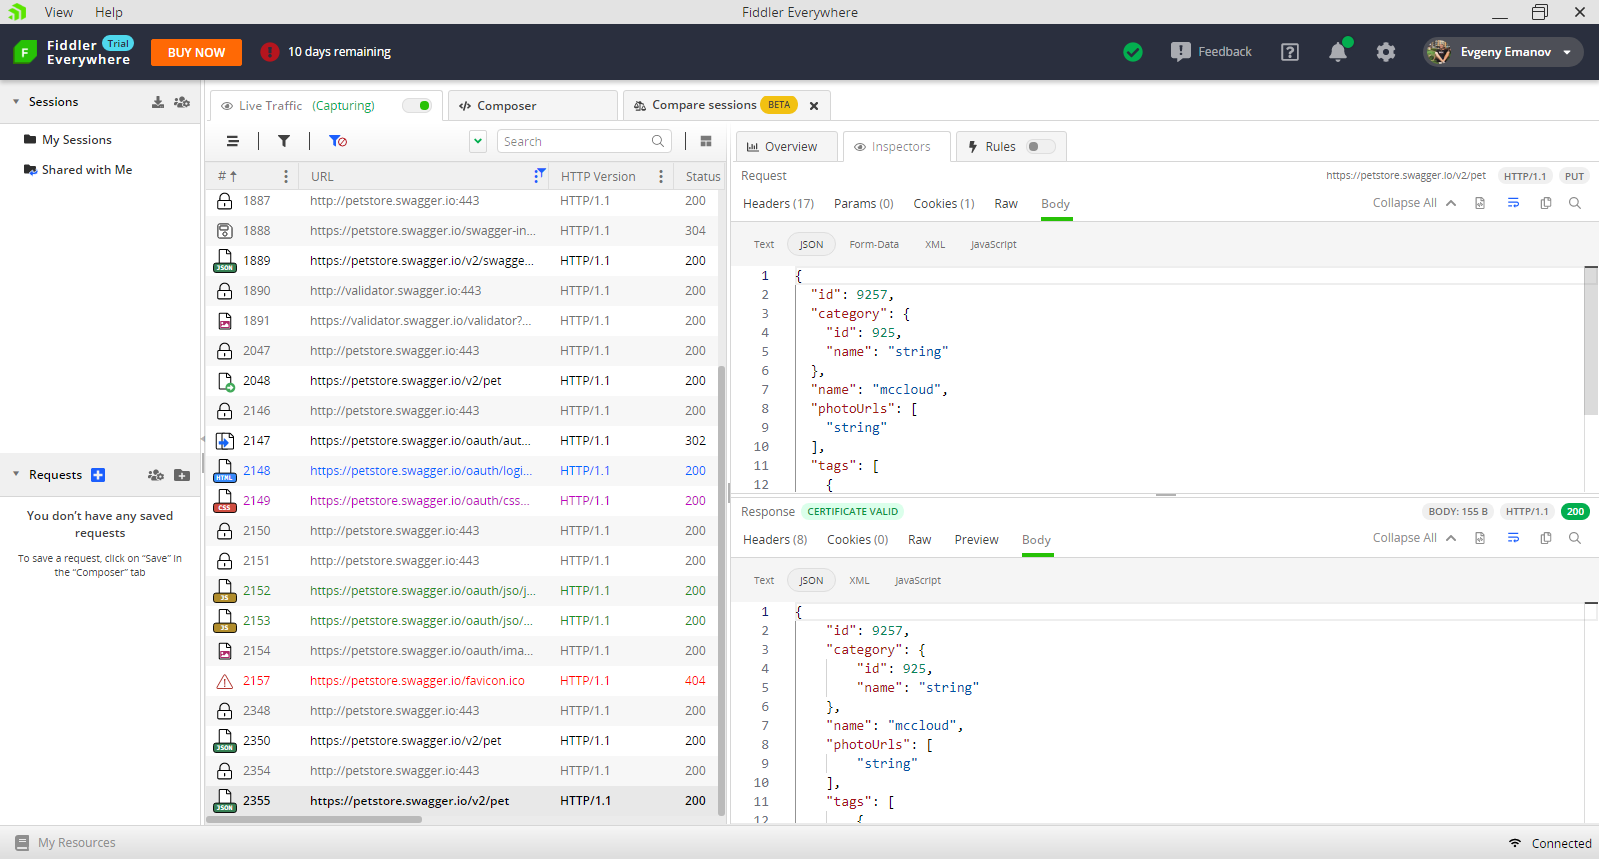 View Help Fiddler Everywhere
Fiddler Trial
Everywhere
BUY NOW
10 days remaining
Feedback
Evgeny Emanov
Sessions
My Sessions
Shared with Me
Requests
You don't have any saved
requests
To save a request, click on "Save" in
the "Composer" tab
Live Traffic (Capturing)
Composer
Compare sessions BETA
Search
# URL HTTP Version Status
1887 http://petstore.swagger.io:443 HTTP/1.1 200
1888 https://petstore.swagger.io/swagger-in... HTTP/1.1 304
JSON 1889 https://petstore.swagger.io/v2/swagge... HTTP/1.1 200
1890 http://validator.swagger.io:443 HTTP/1.1 200
1891 https://validator.swagger.io/validator?... HTTP/1.1 200
2047 http://petstore.swagger.io:443 HTTP/1.1 200
2048 https://petstore.swagger.io/v2/pet HTTP/1.1 200
2146 http://petstore.swagger.io:443 HTTP/1.1 200
2147 https://petstore.swagger.io/oauth/aut... HTTP/1.1 302
HTML 2148 https://petstore.swagger.io/oauth/logi... HTTP/1.1 200
CSS 2149 https://petstore.swagger.io/oauth/css... HTTP/1.1 200
2150 http://petstore.swagger.io:443 HTTP/1.1 200
2151 http://petstore.swagger.io:443 HTTP/1.1 200
JS 2152 https://petstore.swagger.io/oauth/jso/j... HTTP/1.1 200
JS 2153 https://petstore.swagger.io/oauth/jso/... HTTP/1.1 200
2154 https://petstore.swagger.io/oauth/ima... HTTP/1.1 200
2157 https://petstore.swagger.io/favicon.ico HTTP/1.1 404
2348 http://petstore.swagger.io:443 HTTP/1.1 200
JSON 2350 https://petstore.swagger.io/v2/pet HTTP/1.1 200
2354 http://petstore.swagger.io:443 HTTP/1.1 200
JSON 2355 https://petstore.swagger.io/v2/pet HTTP/1.1 200
Overview Inspectors Rules
Request https://petstore.swagger.io/v2/pet HTTP/1.1 PUT
Headers (17) Params (0) Cookies (1) Raw Body Collapse All
Text JSON Form-Data XML JavaScript
1 {
2 "id": 9257,
3 "category": {
4 "id": 925,
5 "name": "string"
6 },
7 "name": "mccloud",
8 "photoUrls": [
9 "string"
10 ],
11 "tags": [
12 {
Response CERTIFICATE VALID BODY: 155 B HTTP/1.1 200
Headers (8) Cookies (0) Raw Preview Body Collapse All
Text JSON XML JavaScript
1 {
2 "id": 9257,
3 "category": {
4 "id": 925,
5 "name": "string"
6 },
7 "name": "mccloud",
8 "photoUrls": [
9 "string"
10 ],
11 "tags": [
12 {
My Resources
Connected